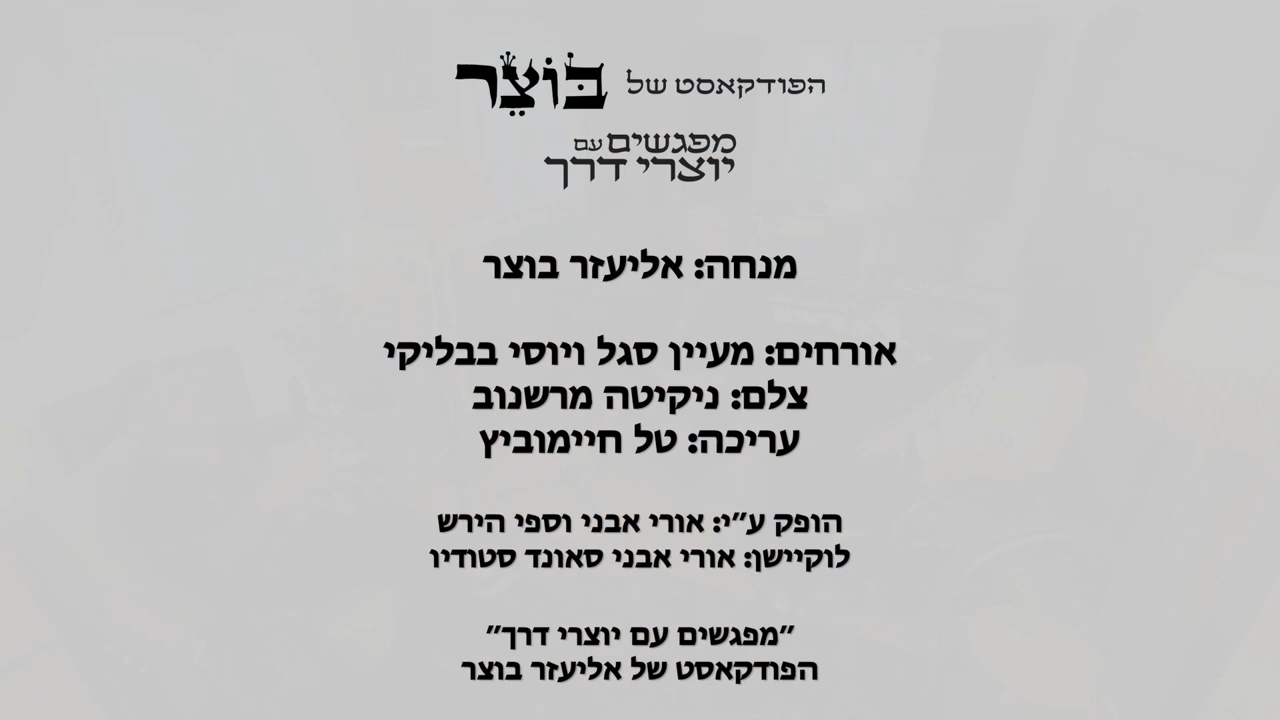 הפודקאסט של בּוֹצֵר
מפגשים עם
יוצרי דרך
מנחה: אליעזר בוצר
אורחים: מעיין סגל ויוסי בבליקי
צלם: ניקיטה מרשנוב
עריכה: טל חיימוביץ
הופק ע״י: אורי אבני וספי הירש
לוקיישן: אורי אבני סאונד סטודיו
״מפגשים עם יוצרי דרך״
הפודקאסט של אליעזר בוצר